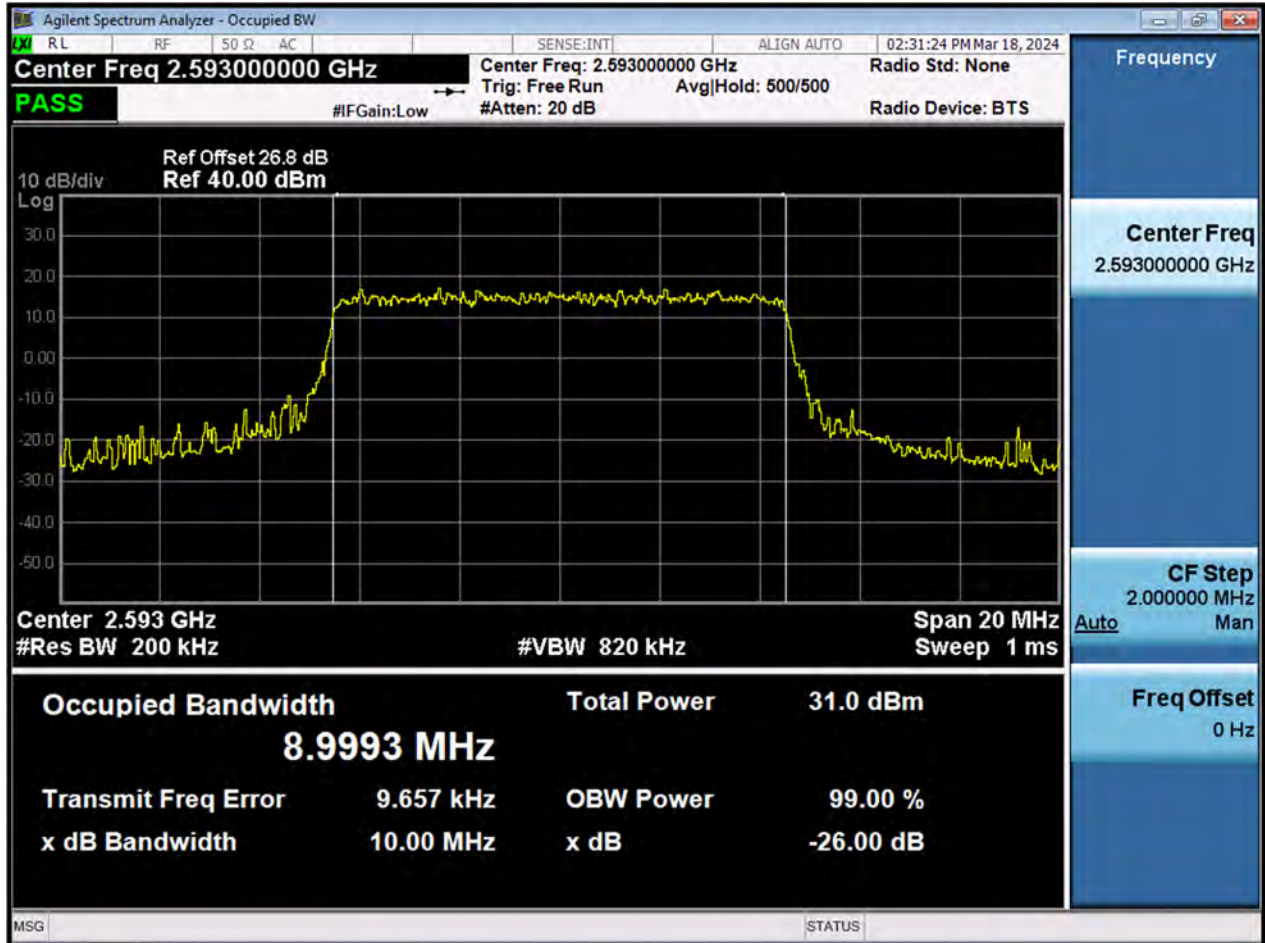 Agilent Spectrum Analyzer - Occupied BW
LXI RL RF 50 Ω AC SENSE:INT ALIGN AUTO 02:31:24 PM Mar 18, 2024
Center Freq 2.593000000 GHz Center Freq: 2.593000000 GHz Radio Std: None
Trig: Free Run Avg|Hold: 500/500
PASS #IFGain:Low #Atten: 20 dB Radio Device: BTS
Ref Offset 26.8 dB
10 dB/div Ref 40.00 dBm
Log
30.0
20.0
10.0
0.00
-10.0
-20.0
-30.0
-40.0
-50.0
Center 2.593 GHz Span 20 MHz
#Res BW 200 kHz #VBW 820 kHz Sweep 1 ms
Occupied Bandwidth Total Power 31.0 dBm
8.9993 MHz
Transmit Freq Error 9.657 kHz OBW Power 99.00 %
x dB Bandwidth 10.00 MHz x dB -26.00 dB
MSG STATUS
Frequency
Center Freq
2.593000000 GHz
CF Step
2.000000 MHz
Auto Man
Freq Offset
0 Hz